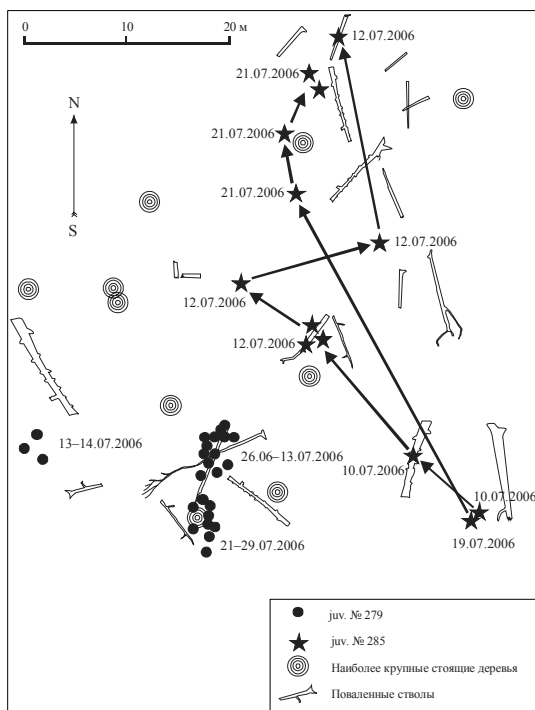 0 10 20 м
12.07.2006
21.07.2006
N
21.07.2006
21.07.2006
S
12.07.2006
12.07.2006
12.07.2006
13–14.07.2006
26.06–13.07.2006
10.07.2006
10.07.2006
21–29.07.2006
19.07.2006
juv. № 279
juv. № 285
Наиболее крупные стоящие деревья
Поваленные стволы